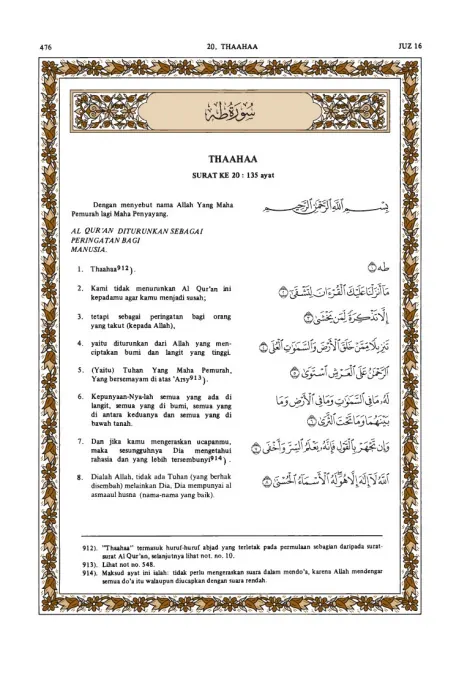 476
20. THAAHAA
JUZ 16
سُورَةُ طٰهٰ
THAAHAA
SURAT KE 20 : 135 ayat
Dengan menyebut nama Allah Yang Maha
Pemurah lagi Maha Penyayang.
بِسْمِ اللَّهِ الرَّحْمَٰنِ الرَّحِيمِ
AL QUR'AN DITURUNKAN SEBAGAI
PERINGATAN BAGI
MANUSIA.
1. Thaahaa912).
طه ①
2. Kami tidak menurunkan Al Qur'an ini
kepadamu agar kamu menjadi susah;
مَا أَنْزَلْنَا عَلَيْكَ الْقُرْءَانَ لِتَشْقَىٰ ②
3. tetapi sebagai peringatan bagi orang
yang takut (kepada Allah),
إِلَّا تَذْكِرَةً لِمَنْ يَخْشَىٰ ③
4. yaitu diturunkan dari Allah yang men-
ciptakan bumi dan langit yang tinggi.
تَنْزِيلًا مِمَّنْ خَلَقَ الْأَرْضَ وَالسَّمَٰوَاتِ الْعُلَى ④
5. (Yaitu) Tuhan Yang Maha Pemurah,
Yang bersemayam di atas 'Arsy913).
الرَّحْمَٰنُ عَلَى الْعَرْشِ اسْتَوَىٰ ⑤
6. Kepunyaan-Nya-lah semua yang ada di
langit, semua yang di bumi, semua yang
di antara keduanya dan semua yang di
bawah tanah.
لَهُ مَا فِي السَّمَٰوَاتِ وَمَا فِي الْأَرْضِ وَمَا
بَيْنَهُمَا وَمَا تَحْتَ الثَّرَىٰ ⑥
7. Dan jika kamu mengeraskan ucapanmu,
maka sesungguhnya Dia mengetahui
rahasia dan yang lebih tersembunyi914) .
وَإِنْ تَجْهَرْ بِالْقَوْلِ فَإِنَّهُ يَعْلَمُ السِّرَّ وَأَخْفَى ⑦
8. Dialah Allah, tidak ada Tuhan (yang berhak
disembah) melainkan Dia, Dia mempunyai al
asmaaul husna (nama-nama yang baik).
اللَّهُ لَا إِلَٰهَ إِلَّا هُوَ لَهُ الْأَسْمَاءُ الْحُسْنَىٰ ⑧
912). "Thaahaa" termasuk huruf-huruf abjad yang terletak pada permulaan sebagian daripada surat-
surat Al Qur'an, selanjutnya lihat not. no. 10.
913). Lihat not no. 548.
914). Maksud ayat ini ialah: tidak perlu mengeraskan suara dalam mendo'a, karena Allah mendengar
semua do'a itu walaupun diucapkan dengan suara rendah.